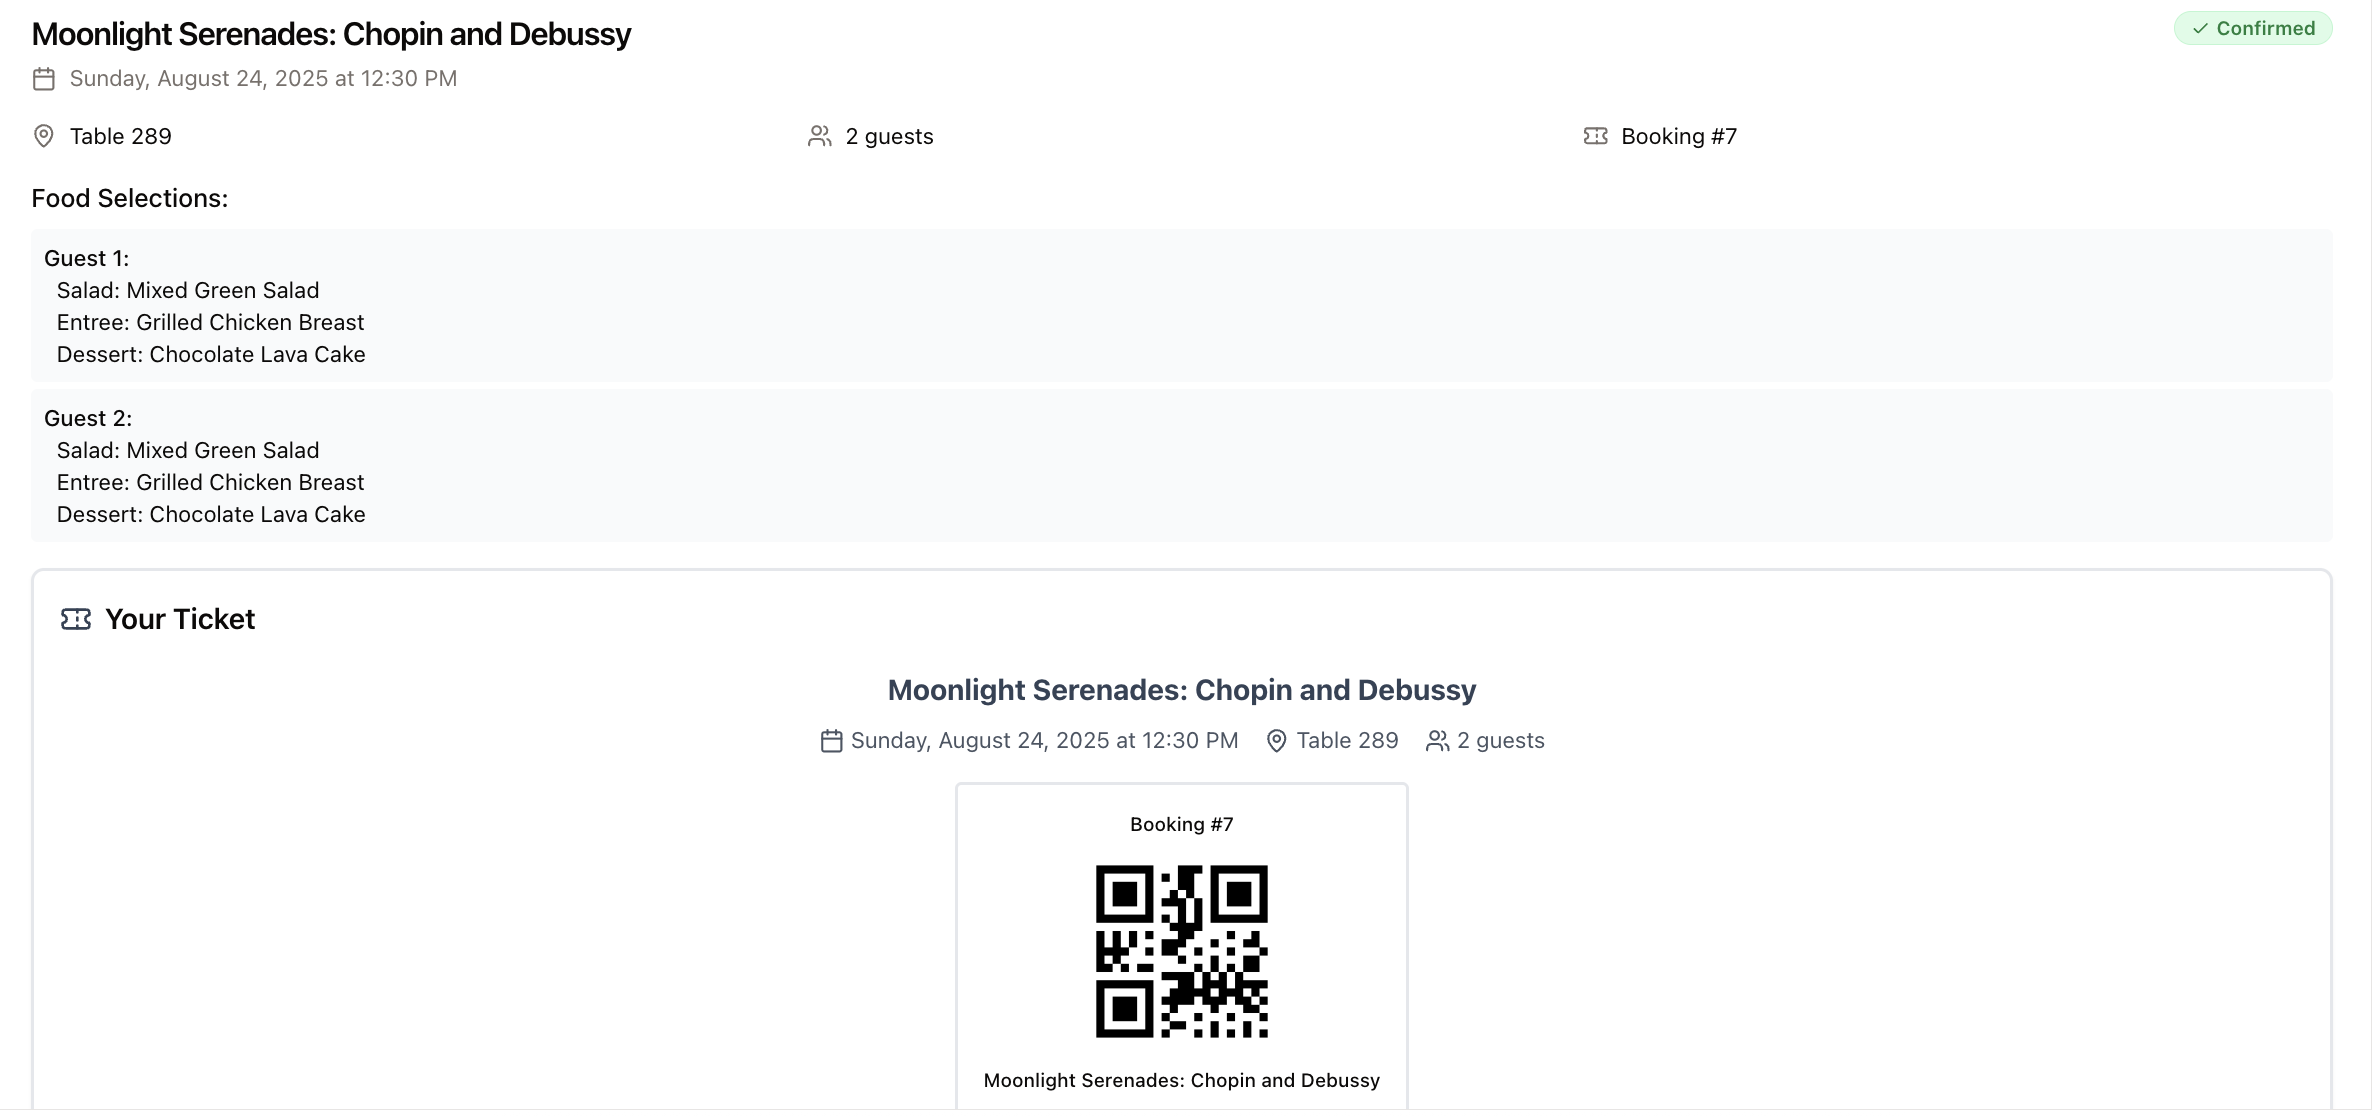 Moonlight Serenades: Chopin and Debussy
Confirmed
Sunday, August 24, 2025 at 12:30 PM
Table 289
2 guests
Booking #7
Food Selections:
Guest 1:
Salad: Mixed Green Salad
Entree: Grilled Chicken Breast
Dessert: Chocolate Lava Cake
Guest 2:
Salad: Mixed Green Salad
Entree: Grilled Chicken Breast
Dessert: Chocolate Lava Cake
Your Ticket
Moonlight Serenades: Chopin and Debussy
Sunday, August 24, 2025 at 12:30 PM Table 289 2 guests
Booking #7
Moonlight Serenades: Chopin and Debussy